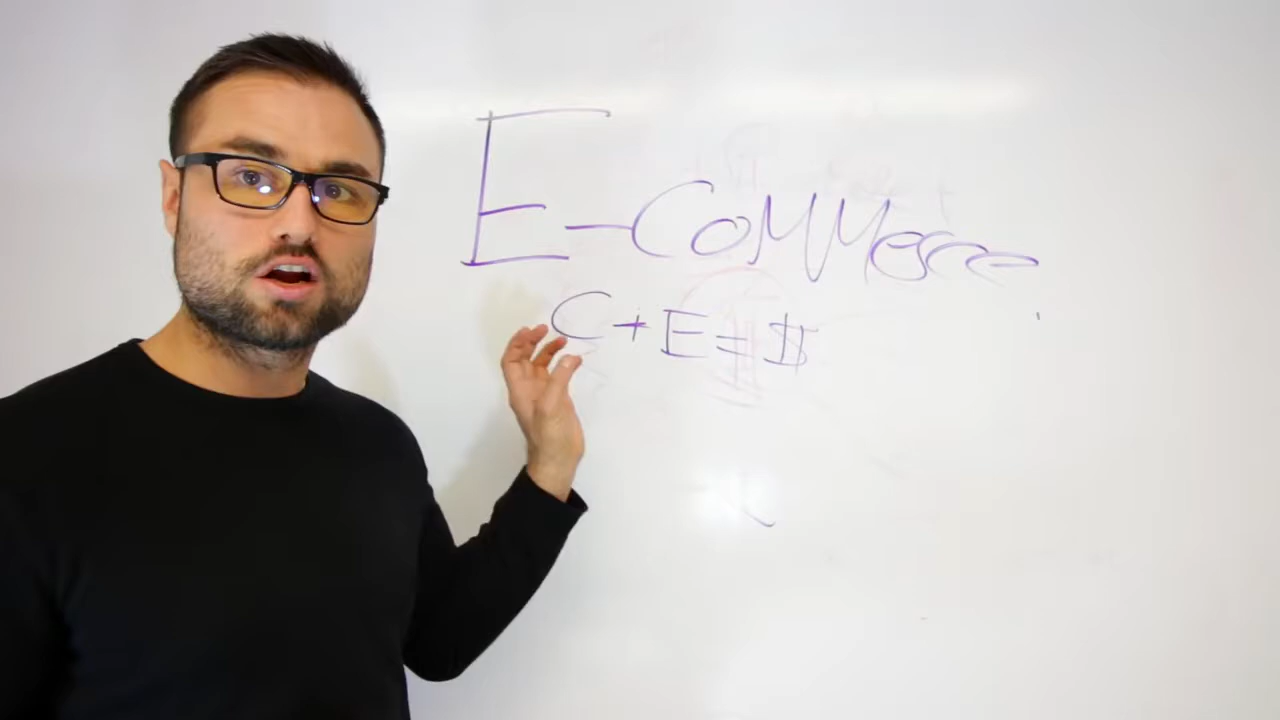 E-CoMMerce
C + E = $